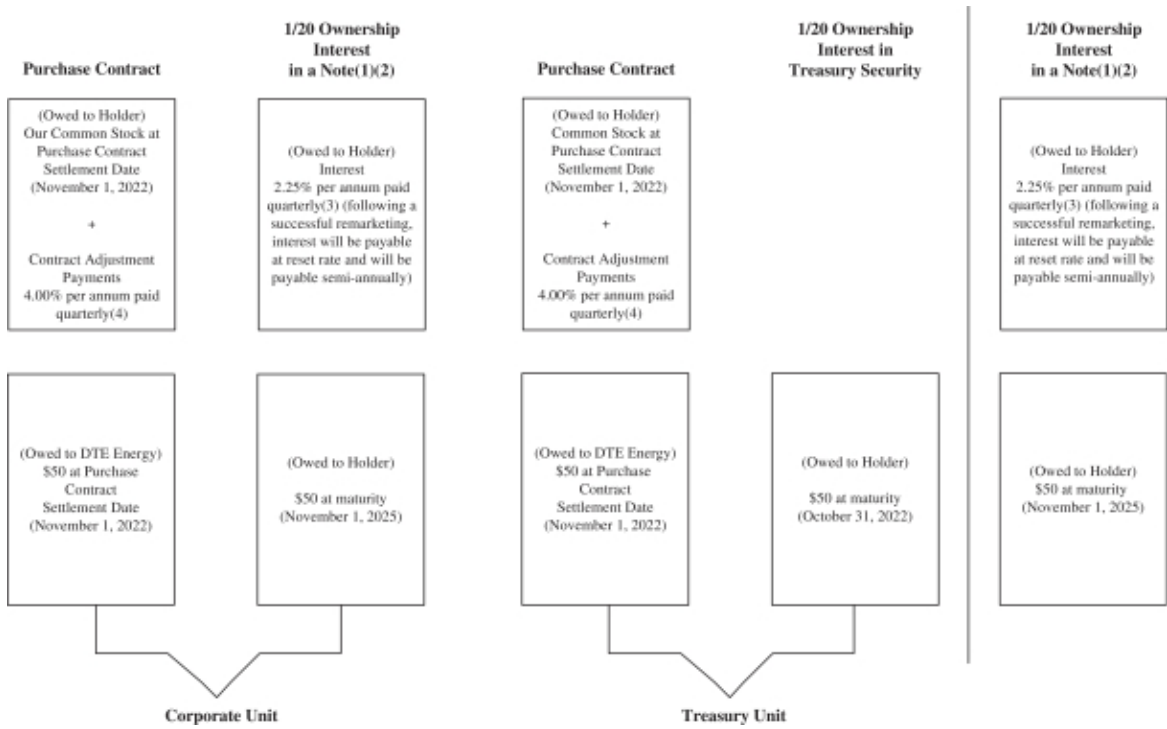 Purchase Contract
1/20 Ownership
Interest
in a Note(1)(2)
(Owed to Holder)
Our Common Stock at
Purchase Contract
Settlement Date
(November 1, 2022)
+
Contract Adjustment
Payments
4.00% per annum paid
quarterly(4)
(Owed to Holder)
Interest
2.25% per annum paid
quarterly(3) (following a
successful remarketing,
interest will be payable
at reset rate and will be
payable semi-annually)
(Owed to DTE Energy)
$50 at Purchase
Contract
Settlement Date
(November 1, 2022)
(Owed to Holder)
$50 at maturity
(November 1, 2025)
Corporate Unit
Purchase Contract
1/20 Ownership
Interest in
Treasury Security
(Owed to Holder)
Common Stock at
Purchase Contract
Settlement Date
(November 1, 2022)
+
Contract Adjustment
Payments
4.00% per annum paid
quarterly(4)
(Owed to DTE Energy)
$50 at Purchase
Contract
Settlement Date
(November 1, 2022)
(Owed to Holder)
$50 at maturity
(October 31, 2022)
Treasury Unit
1/20 Ownership
Interest
in a Note(1)(2)
(Owed to Holder)
Interest
2.25% per annum paid
quarterly(3) (following a
successful remarketing,
interest will be payable
at reset rate and will be
payable semi-annually)
(Owed to Holder)
$50 at maturity
(November 1, 2025)